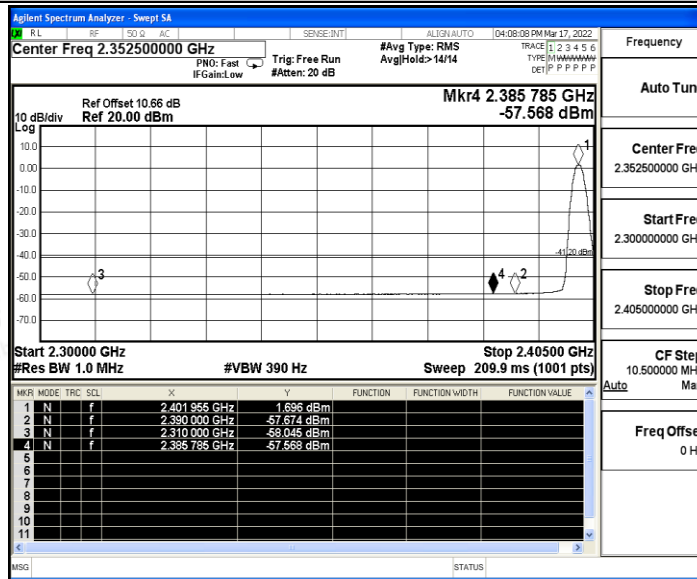 Agilent Spectrum Analyzer - Swept SA
RL RF 50 Ω AC SENSE:INT ALIGN AUTO 04:08:08 PM Mar 17, 2022
Center Freq 2.352500000 GHz #Avg Type: RMS TRACE 1 2 3 4 5 6
PNO: Fast Trig: Free Run Avg|Hold:>14/14 TYPE M WWWWW
IFGain:Low #Atten: 20 dB DET P P P P P P
Mkr4 2.385 785 GHz
-57.568 dBm
Ref Offset 10.66 dB
10 dB/div Ref 20.00 dBm
Log
10.0
0.00
-10.0
-20.0
-30.0
-40.0
-50.0
-60.0
-70.0
1
-41.20 dBm
3
4
2
Start 2.30000 GHz Stop 2.40500 GHz
#Res BW 1.0 MHz #VBW 390 Hz Sweep 209.9 ms (1001 pts)
MKR MODE TRC SCL X Y FUNCTION FUNCTION WIDTH FUNCTION VALUE
1 N f 2.401 955 GHz 1.696 dBm
2 N f 2.390 000 GHz -57.674 dBm
3 N f 2.310 000 GHz -58.045 dBm
4 N f 2.385 785 GHz -57.568 dBm
5
6
7
8
9
10
11
MSG STATUS
Frequency
Auto Tun
Center Fre
2.352500000 GH
Start Fre
2.300000000 GH
Stop Fre
2.405000000 GH
CF Step
10.500000 MH
Auto Ma
Freq Offse
0 H